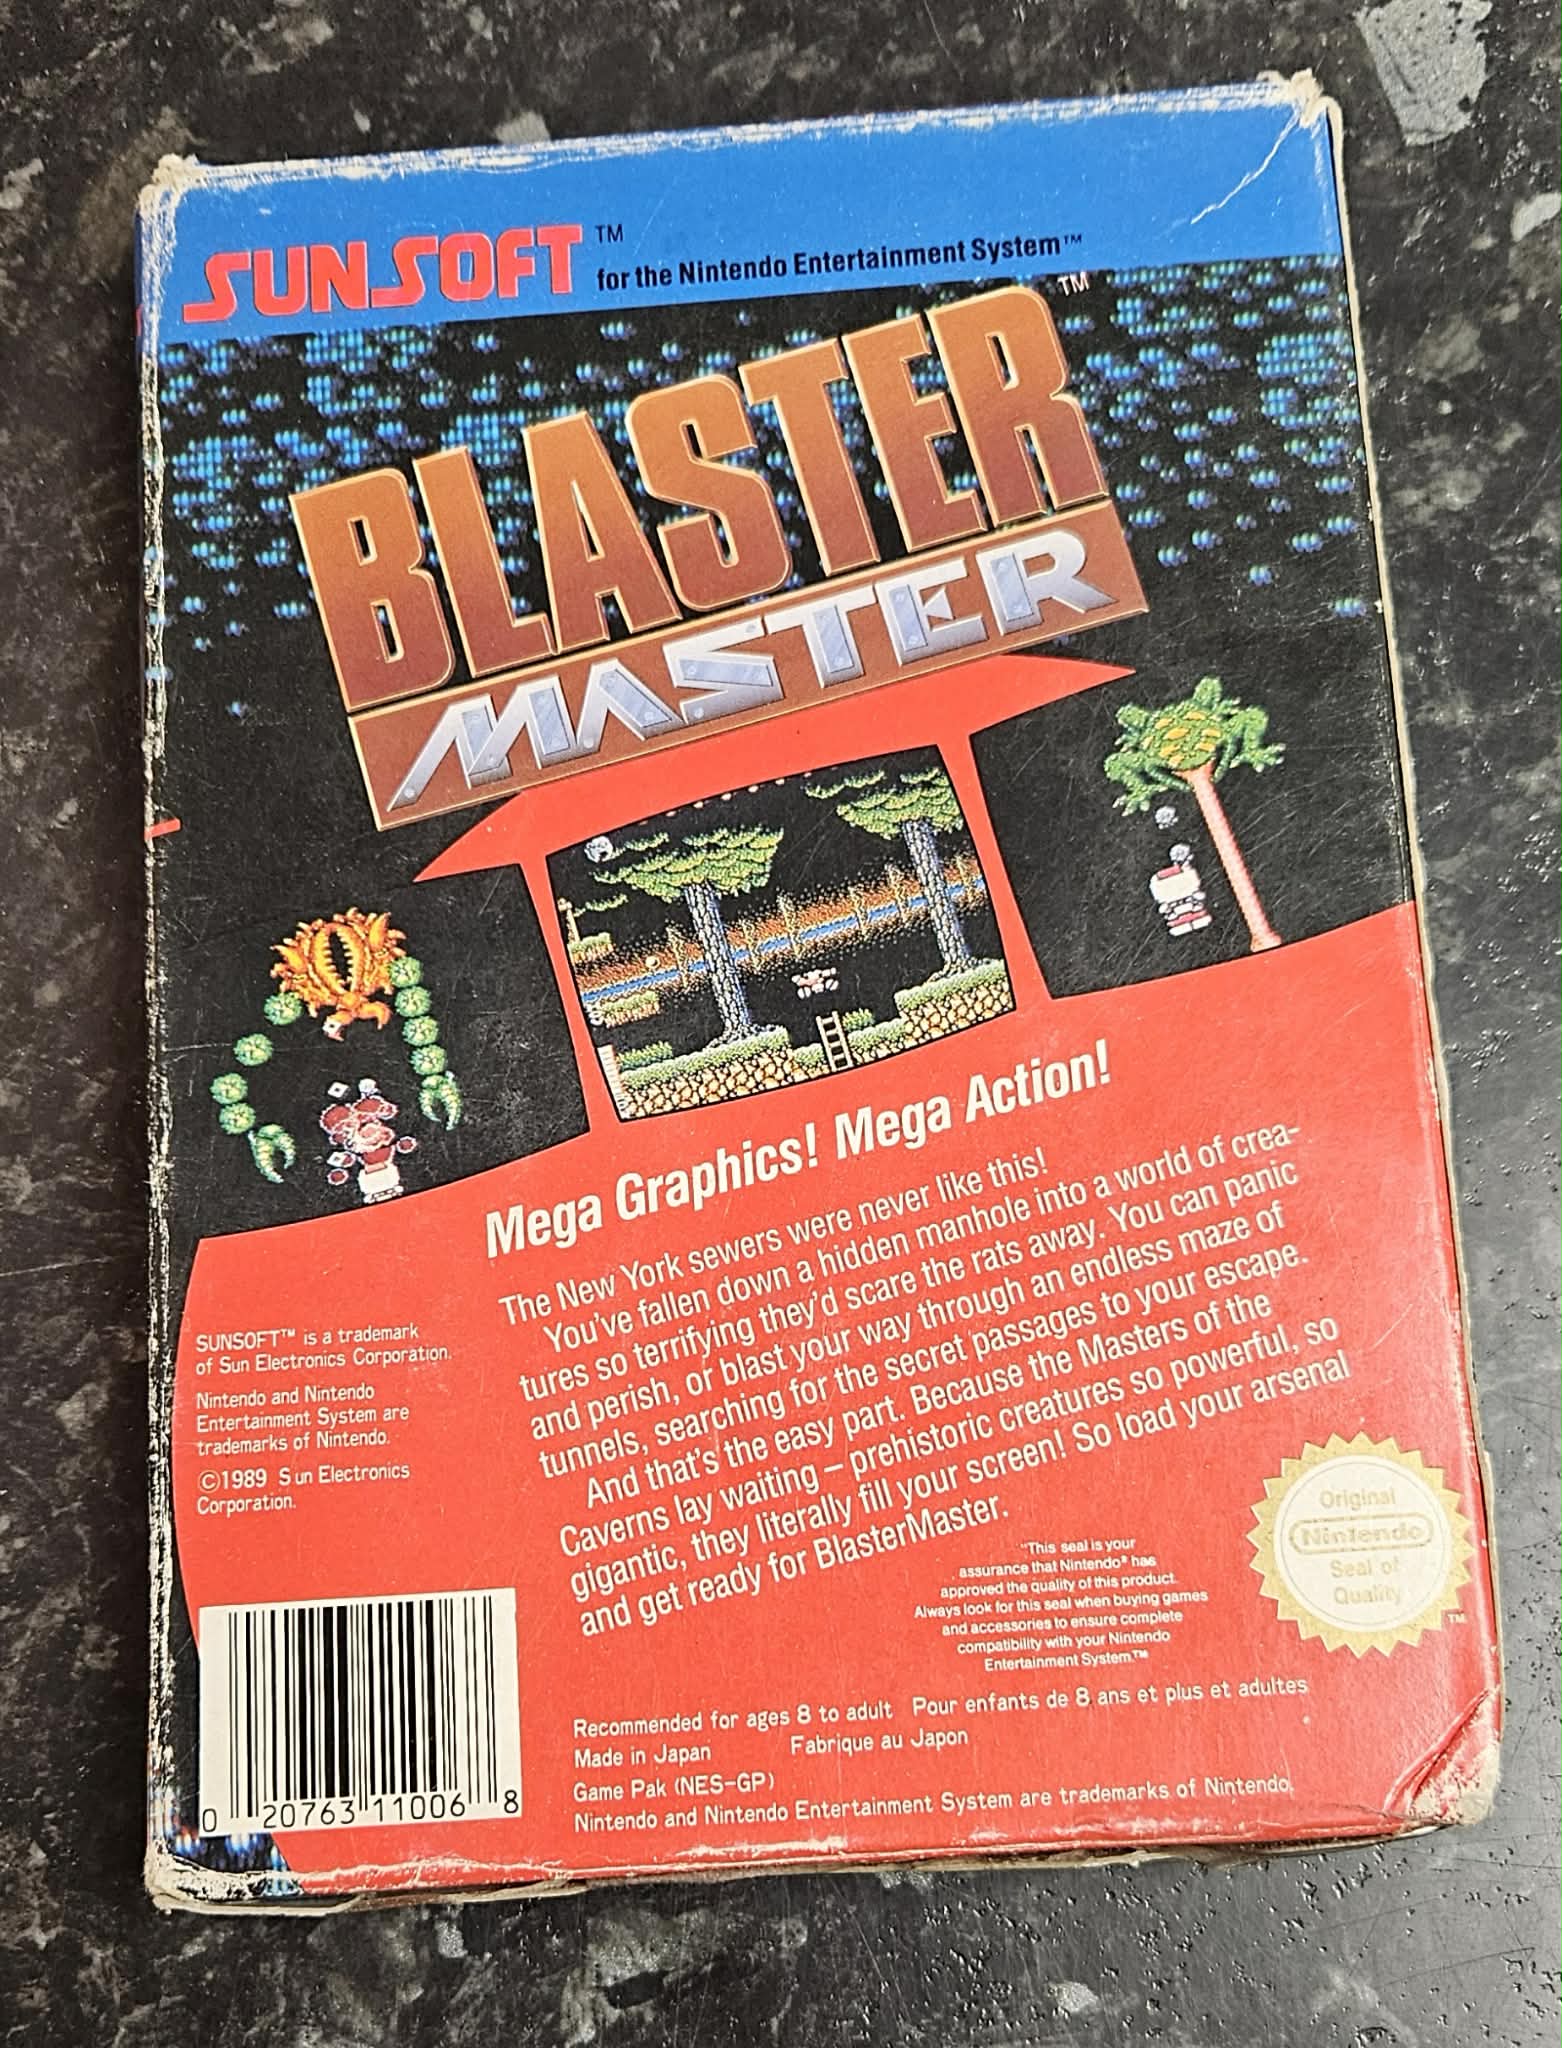 SUNSOFT™
for the Nintendo Entertainment System™
BLASTER™
MASTER
Mega Graphics! Mega Action!
The New York sewers were never like this!
You've fallen down a hidden manhole into a world of crea-
tures so terrifying they'd scare the rats away. You can panic
and perish, or blast your way through an endless maze of
tunnels, searching for the secret passages to your escape.
And that's the easy part. Because the Masters of the
Caverns lay waiting – prehistoric creatures so powerful, so
gigantic, they literally fill your screen! So load your arsenal
and get ready for BlasterMaster.
SUNSOFT™ is a trademark
of Sun Electronics Corporation.
Nintendo and Nintendo
Entertainment System are
trademarks of Nintendo.
©1989 Sun Electronics
Corporation.
"This seal is your
assurance that Nintendo® has
approved the quality of this product.
Always look for this seal when buying games
and accessories to ensure complete
compatibility with your Nintendo
Entertainment System.™
Original
Nintendo
Seal of
Quality
TM
0 20763 11006 8
Recommended for ages 8 to adult Pour enfants de 8 ans et plus et adultes
Made in Japan Fabrique au Japon
Game Pak (NES-GP)
Nintendo and Nintendo Entertainment System are trademarks of Nintendo.